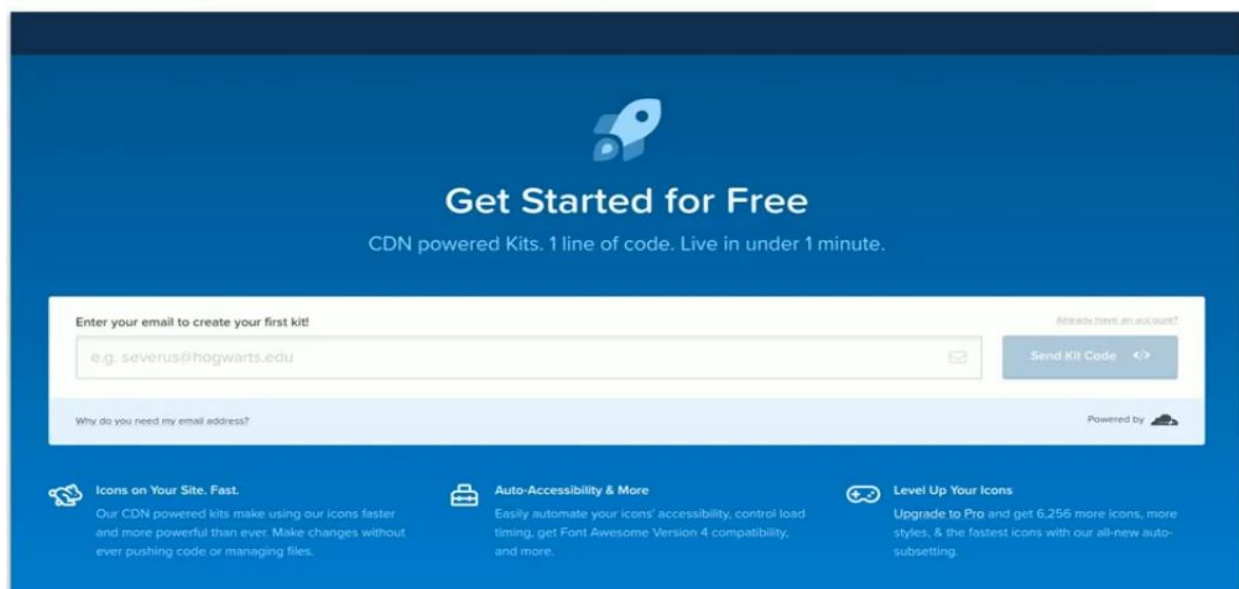 Get Started for Free
CDN powered Kits. 1 line of code. Live in under 1 minute.
Enter your email to create your first kit!
Already have an account?
e.g. severus@hogwarts.edu
Send Kit Code </>
Why do you need my email address?
Powered by
Icons on Your Site. Fast.
Our CDN powered kits make using our icons faster
and more powerful than ever. Make changes without
ever pushing code or managing files.
Auto-Accessibility & More
Easily automate your icons' accessibility, control load
timing, get Font Awesome Version 4 compatibility,
and more.
Level Up Your Icons
Upgrade to Pro and get 6,256 more icons, more
styles, & the fastest icons with our all-new auto-
subsetting.